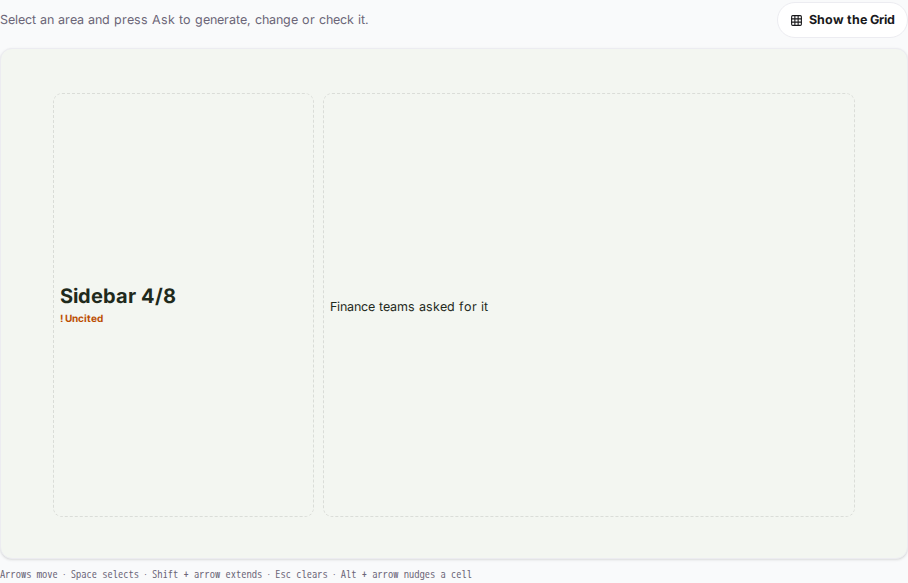 Select an area and press Ask to generate, change or check it.
Show the Grid
Sidebar 4/8
! Uncited
Finance teams asked for it
Arrows move · Space selects · Shift + arrow extends · Esc clears · Alt + arrow nudges a cell